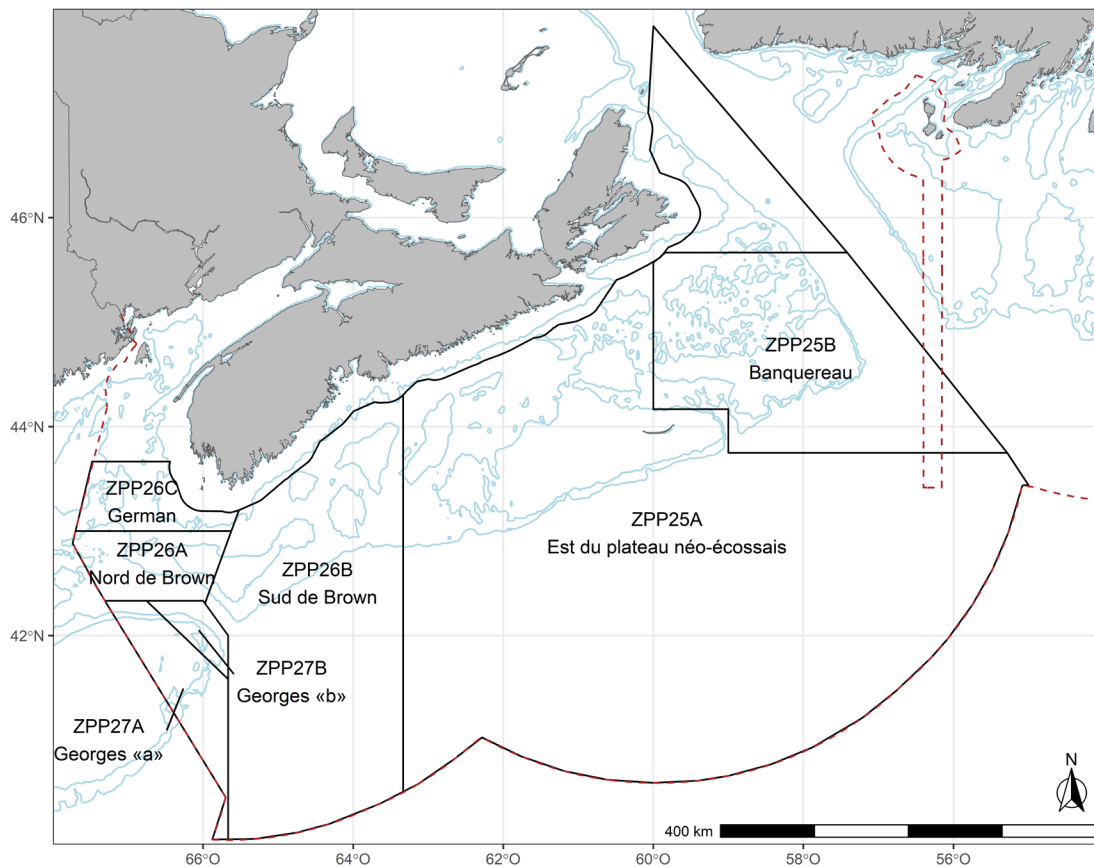 46°N
44°N
42°N
ZPP25B
Banquereau
ZPP26C
German
ZPP25A
Est du plateau néo-écossais
ZPP26A
Nord de Brown
ZPP26B
Sud de Brown
ZPP27B
Georges «b»
ZPP27A
Georges «a»
N
400 km
66°O
64°O
62°O
60°O
58°O
56°O